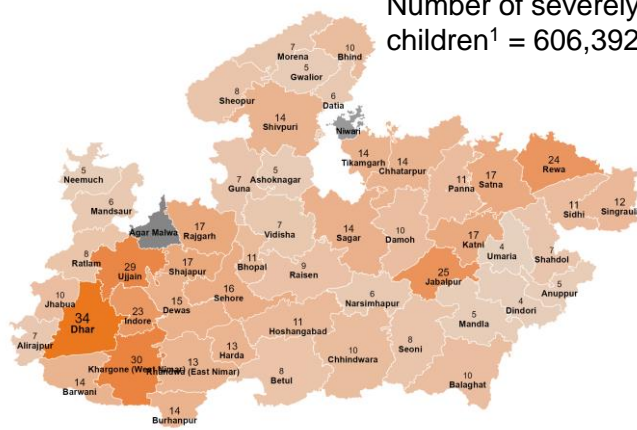 Number of severely
children¹ = 606,392
7
Morena
10
Bhind
5
Gwalior
8
Sheopur
6
Datia
14
Shivpuri
Niwari
14
Tikamgarh
14
Chhatarpur
24
Rewa
5
Neemuch
7
Guna
5
Ashoknagar
11
Panna
17
Satna
6
Mandsaur
11
Sidhi
12
Singrauli
Agar Malwa
17
Rajgarh
7
Vidisha
14
Sagar
10
Damoh
17
Katni
4
Umaria
7
Shahdol
8
Ratlam
29
Ujjain
17
Shajapur
11
Bhopal
9
Raisen
25
Jabalpur
5
Anuppur
10
Jhabua
34
Dhar
23
Indore
15
Dewas
16
Sehore
6
Narsimhapur
4
Dindori
5
Mandla
7
Alirajpur
11
Hoshangabad
30
Khargone (West Nimar)
13
Khandwa (East Nimar)
13
Harda
10
Chhindwara
8
Seoni
14
Barwani
8
Betul
10
Balaghat
14
Burhanpur